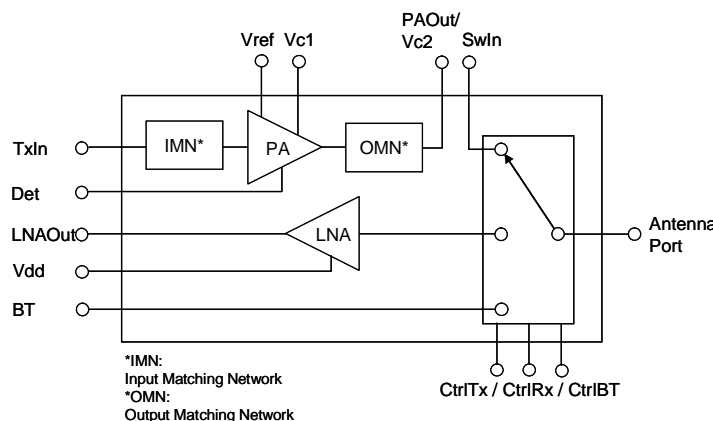 PAOut/
Vref Vc1 Vc2 SwIn
TxIn IMN* PA OMN*
Det
LNAOut LNA Antenna
Port
Vdd
BT
*IMN:
Input Matching Network
*OMN:
Output Matching Network
CtrlTx / CtrlRx / CtrlBT